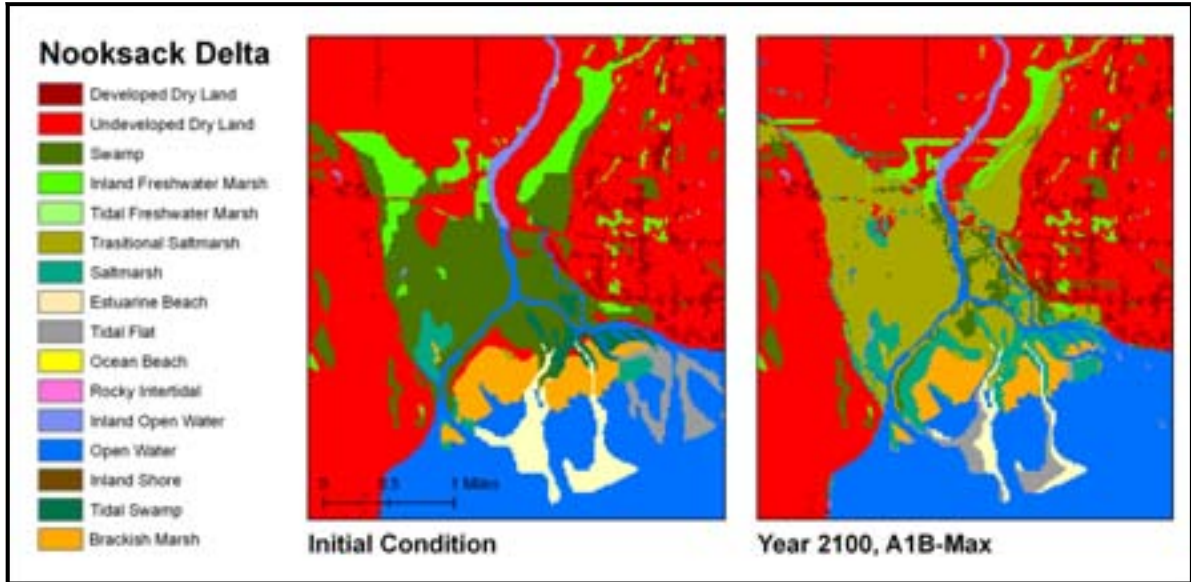 Nooksack Delta
Developed Dry Land
Undeveloped Dry Land
Swamp
Inland Freshwater Marsh
Tidal Freshwater Marsh
Trasitional Saltmarsh
Saltmarsh
Estuarine Beach
Tidal Flat
Ocean Beach
Rocky Intertidal
Inland Open Water
Open Water
Inland Shore
Tidal Swamp
Brackish Marsh
0 0.5 1 Miles
Initial Condition
Year 2100, A1B-Max